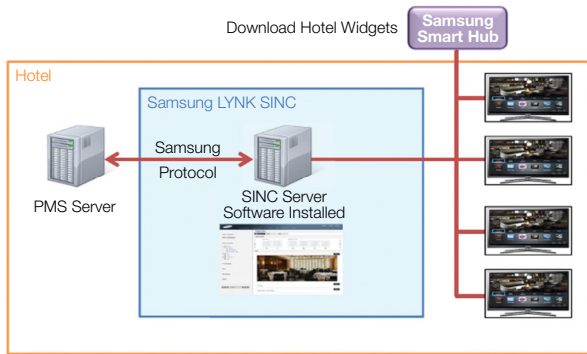 Download Hotel Widgets
Samsung
Smart Hub
Hotel
Samsung LYNK SINC
Samsung
Protocol
PMS Server
SINC Server
Software Installed